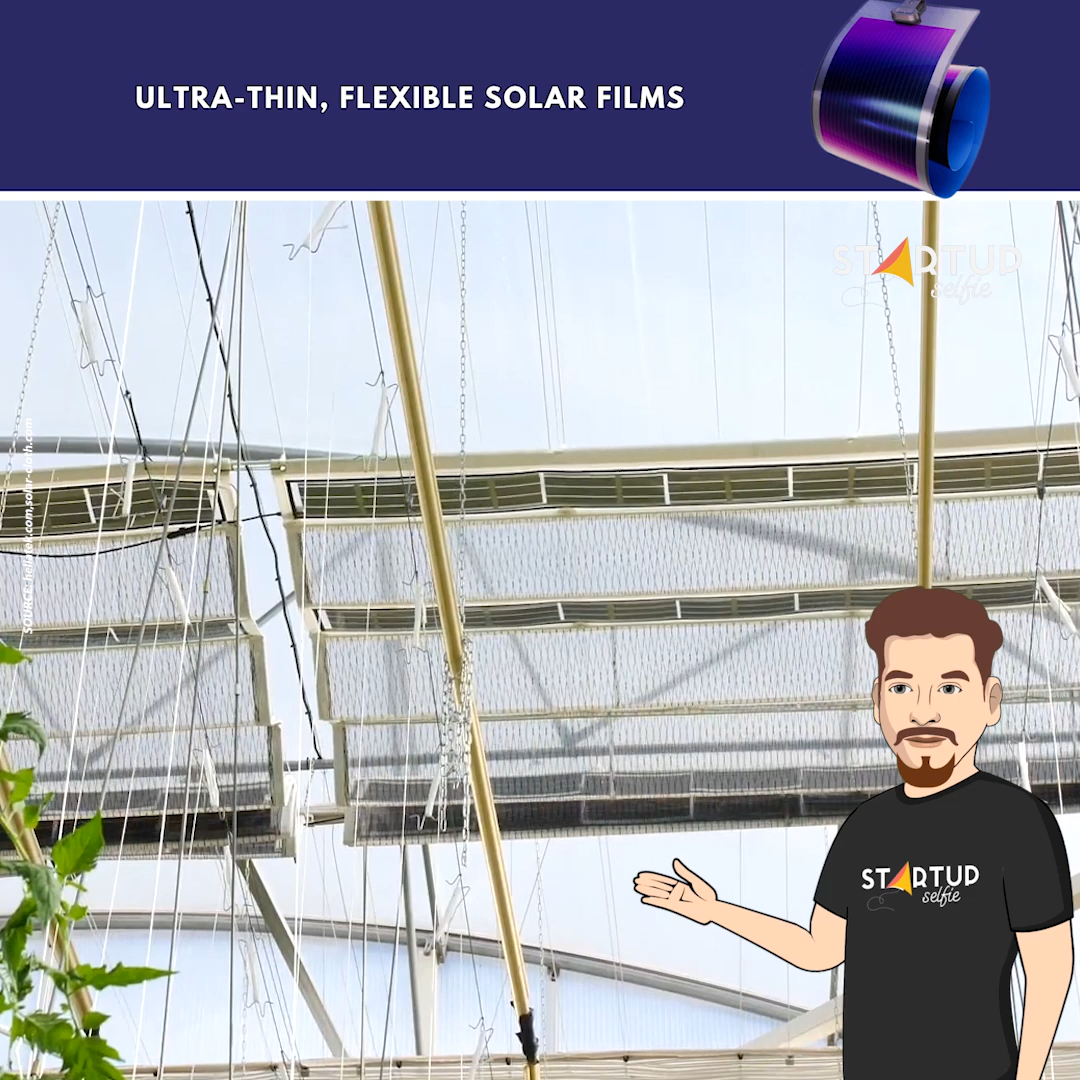 ULTRA-THIN, FLEXIBLE SOLAR FILMS
STARTUP
selfie
STARTUP
selfie